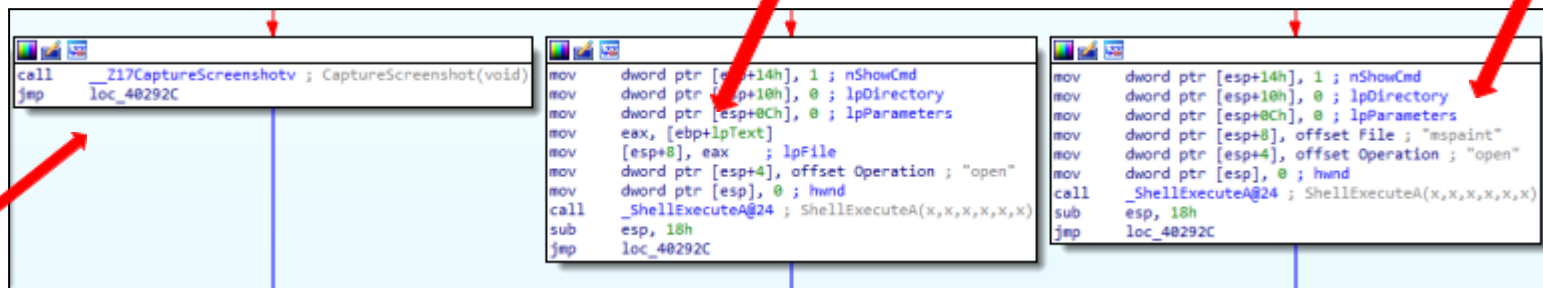 call __Z17CaptureScreenshotv ; CaptureScreenshot(void)
jmp loc_40292C
mov dword ptr [esp+14h], 1 ; nShowCmd
mov dword ptr [esp+10h], 0 ; lpDirectory
mov dword ptr [esp+0Ch], 0 ; lpParameters
mov eax, [ebp+lpText]
mov [esp+8], eax ; lpFile
mov dword ptr [esp+4], offset Operation ; "open"
mov dword ptr [esp], 0 ; hwnd
call _ShellExecuteA@24 ; ShellExecuteA(x,x,x,x,x,x)
sub esp, 18h
jmp loc_40292C
mov dword ptr [esp+14h], 1 ; nShowCmd
mov dword ptr [esp+10h], 0 ; lpDirectory
mov dword ptr [esp+0Ch], 0 ; lpParameters
mov dword ptr [esp+8], offset File ; "mspaint"
mov dword ptr [esp+4], offset Operation ; "open"
mov dword ptr [esp], 0 ; hwnd
call _ShellExecuteA@24 ; ShellExecuteA(x,x,x,x,x,x)
sub esp, 18h
jmp loc_40292C